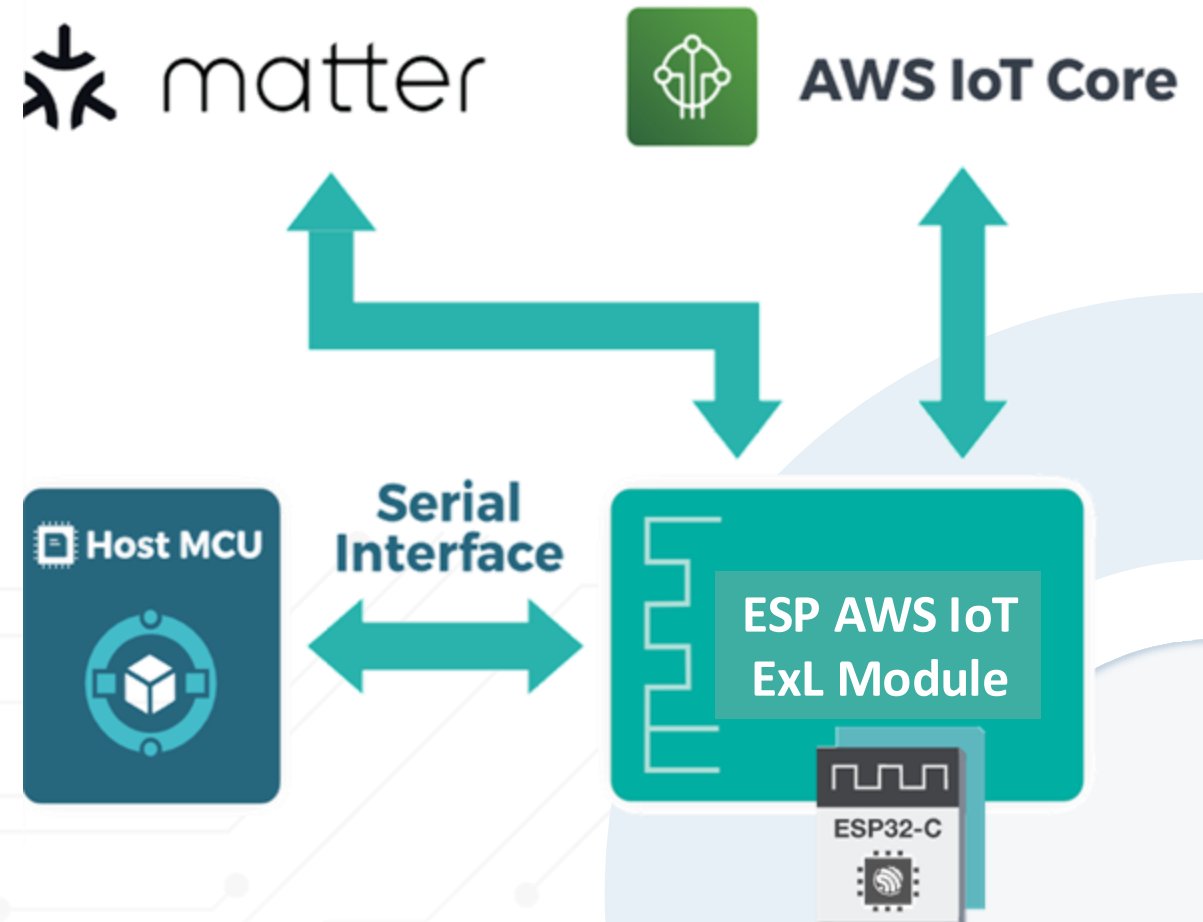 matter
AWS IoT Core
Host MCU
Serial
Interface
ESP AWS IoT
ExL Module
ESP32-C